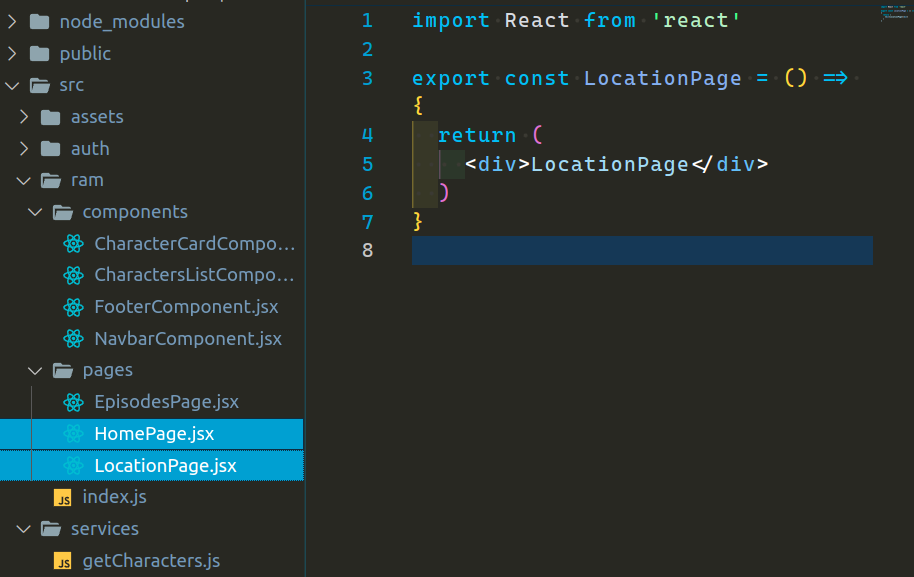 node_modules
public
src
assets
auth
ram
components
CharacterCardCompo...
CharactersListCompo...
FooterComponent.jsx
NavbarComponent.jsx
pages
EpisodesPage.jsx
HomePage.jsx
LocationPage.jsx
JS index.js
services
JS getCharacters.js
1 import React from 'react'
2
3 export const LocationPage = () =>
{
4 return (
5 <div>LocationPage</div>
6 )
7 }
8